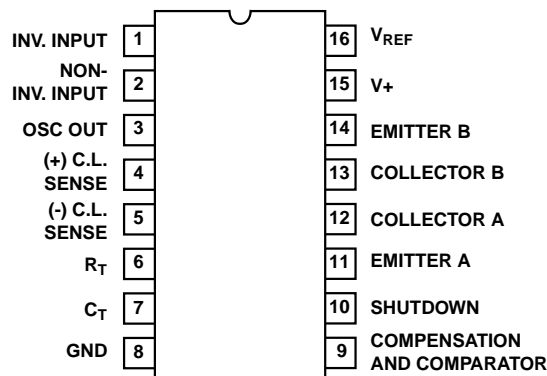 INV. INPUT 1
NON-
INV. INPUT 2
OSC OUT 3
(+) C.L.
SENSE 4
(-) C.L.
SENSE 5
RT 6
CT 7
GND 8
16 VREF
15 V+
14 EMITTER B
13 COLLECTOR B
12 COLLECTOR A
11 EMITTER A
10 SHUTDOWN
9 COMPENSATION
AND COMPARATOR